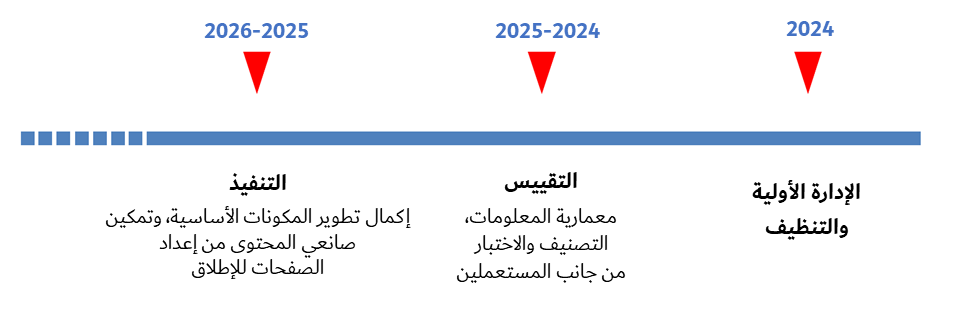 2024
الإدارة الأولية
والتنظيف
2025-2024
التقييس
معمارية المعلومات،
التصنيف والاختبار
من جانب المستعملين
2026-2025
التنفيذ
إكمال تطوير المكونات الأساسية، وتمكين
صانعي المحتوى من إعداد
الصفحات للإطلاق